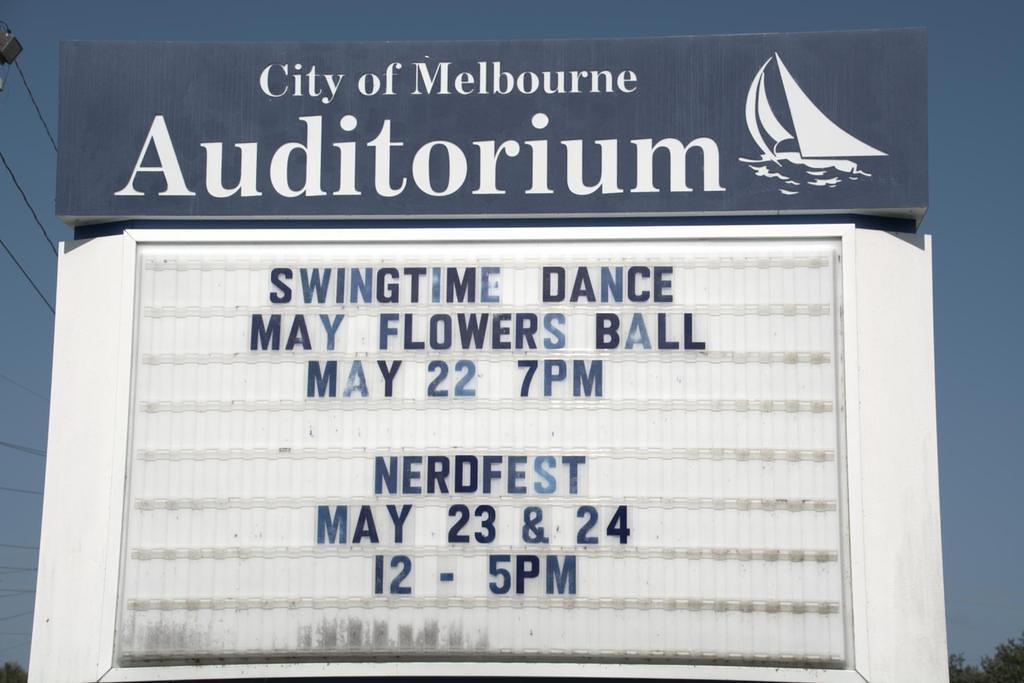 City of Melbourne
Auditorium
SWINGTIME DANCE
MAY FLOWERS BALL
MAY 22 7PM
NERDFEST
MAY 23 & 24
12 - 5PM